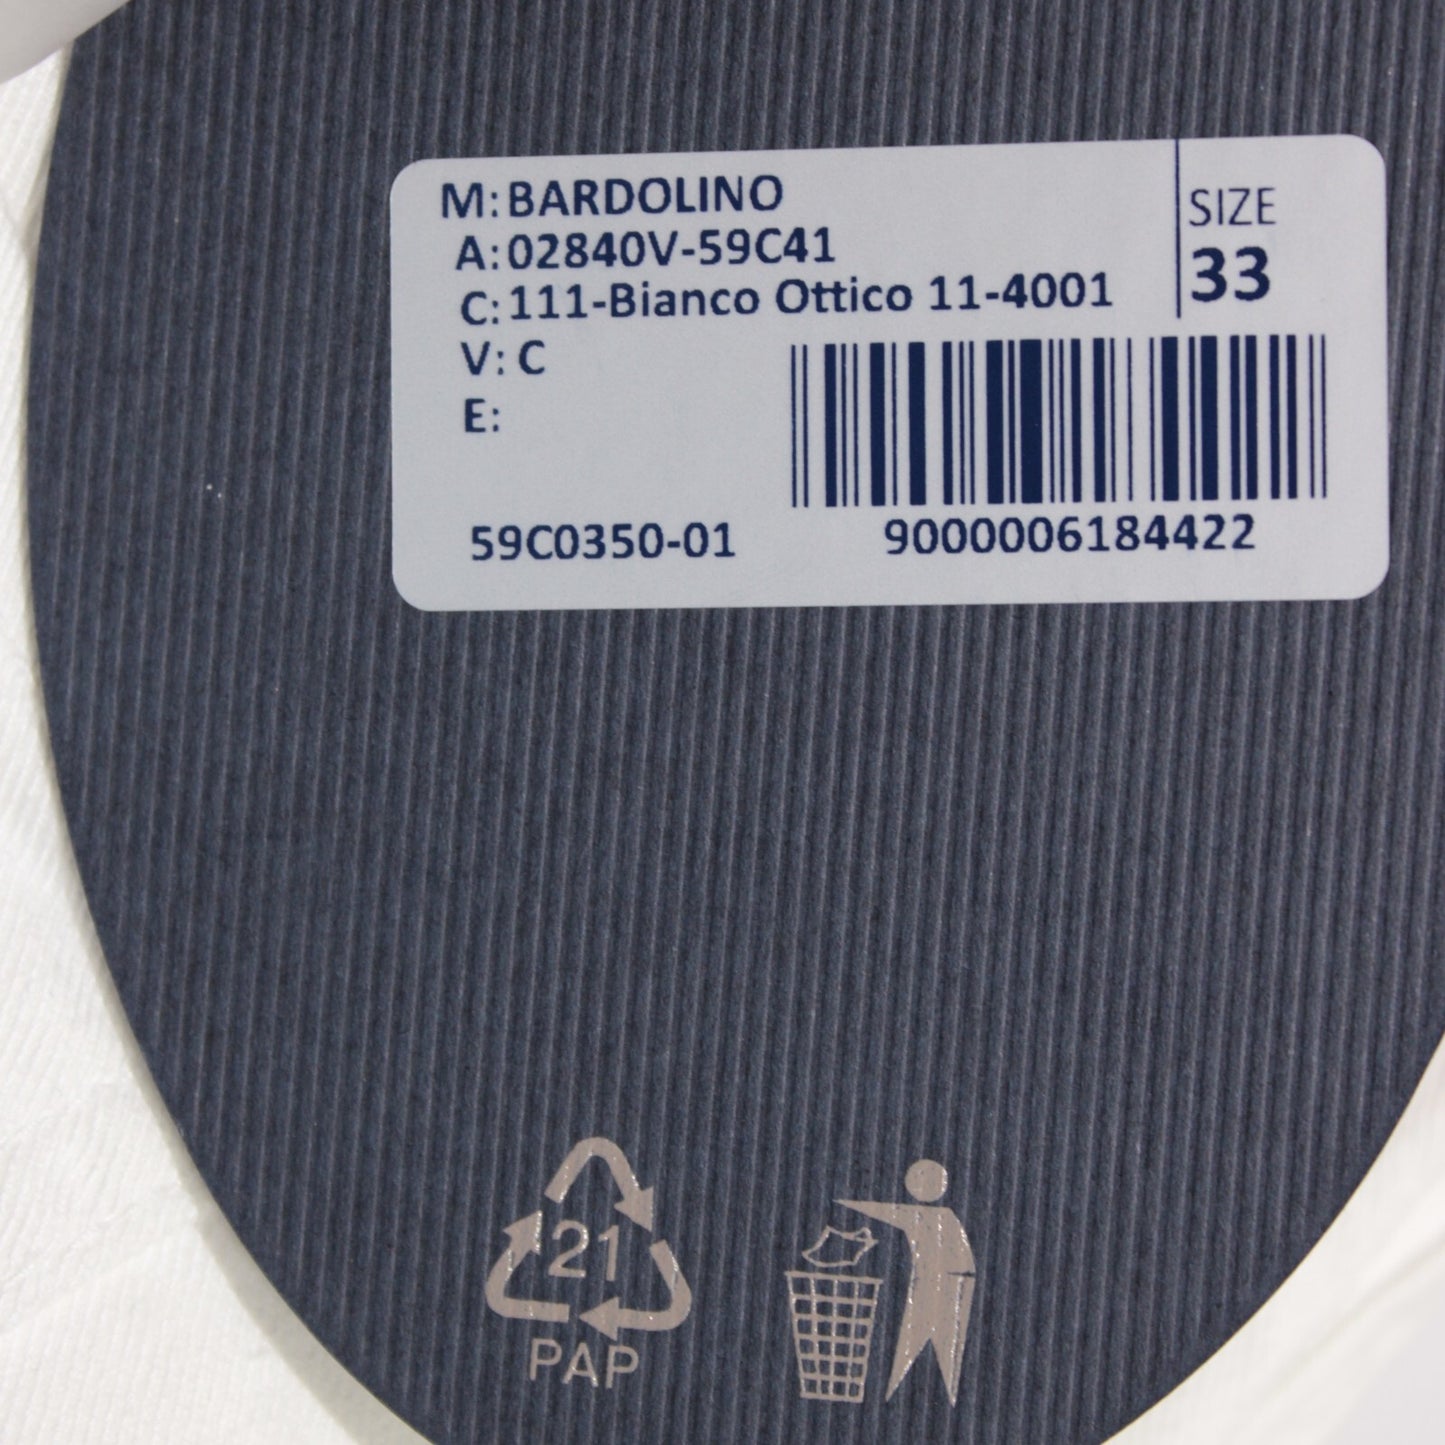 M: BARDOLINO
A: 02840V-59C41
C: 111-Bianco Ottico 11-4001
V: C
E:
SIZE
33
59C0350-01
9000006184422
21
PAP